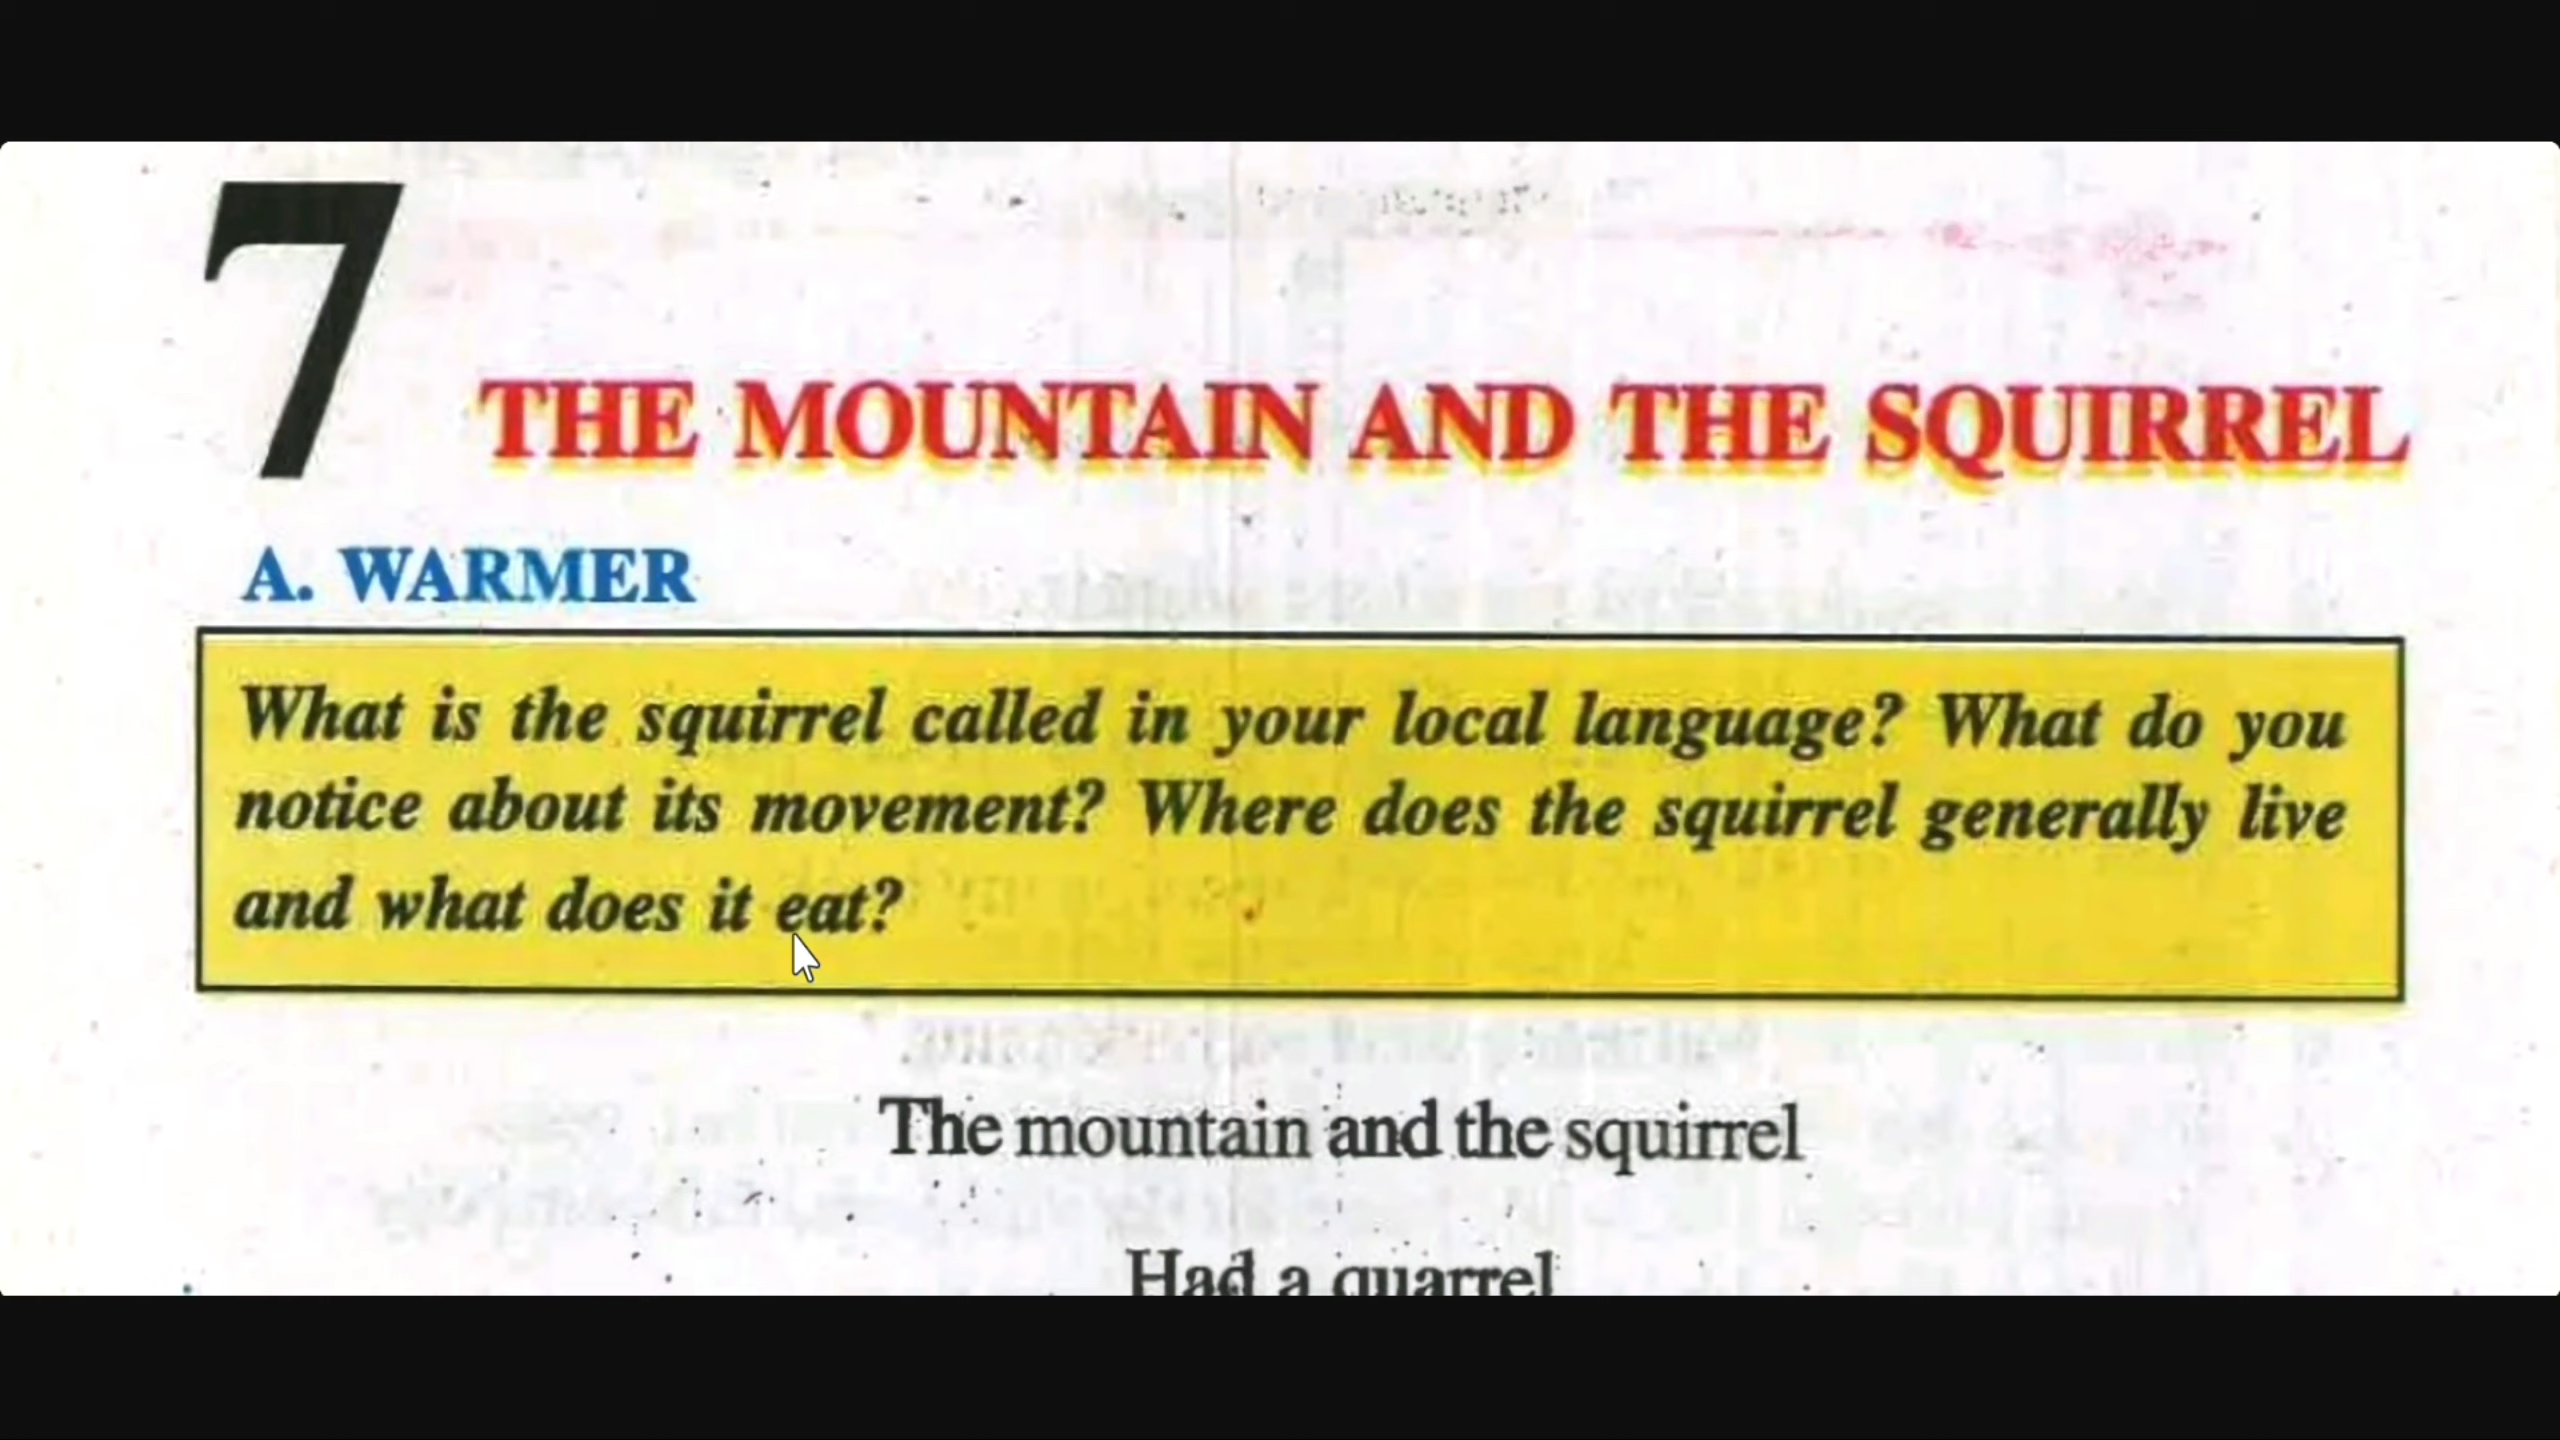 7
THE MOUNTAIN AND THE SQUIRREL
A. WARMER
What is the squirrel called in your local language? What do you
notice about its movement? Where does the squirrel generally live
and what does it eat?
The mountain and the squirrel
Had a quarrel